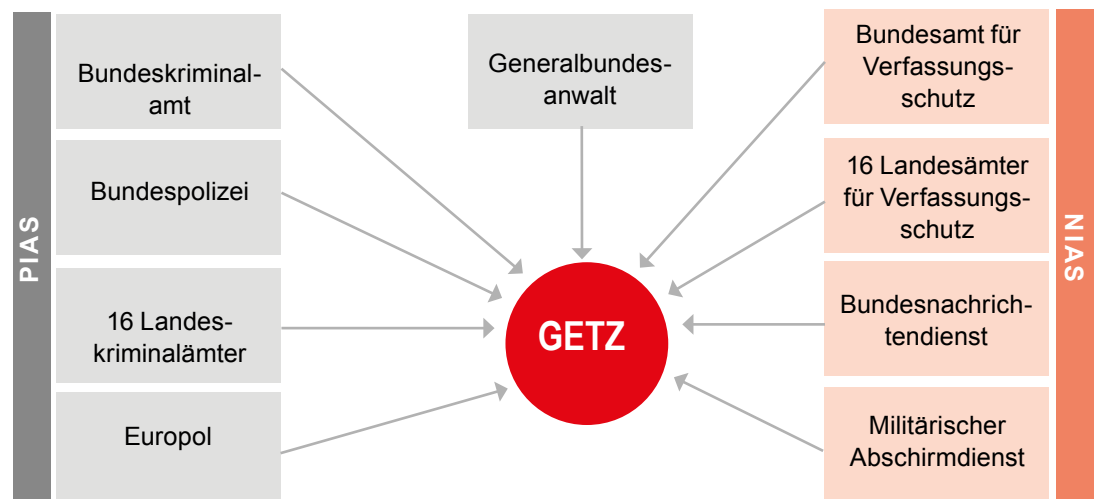 PIAS
Bundeskriminal-
amt
Bundespolizei
16 Landes-
kriminalämter
Europol
Generalbundes-
anwalt
GETZ
Bundesamt für
Verfassungs-
schutz
16 Landesämter
für Verfassungs-
schutz
Bundesnachrich-
tendienst
Militärischer
Abschirmdienst
NIAS